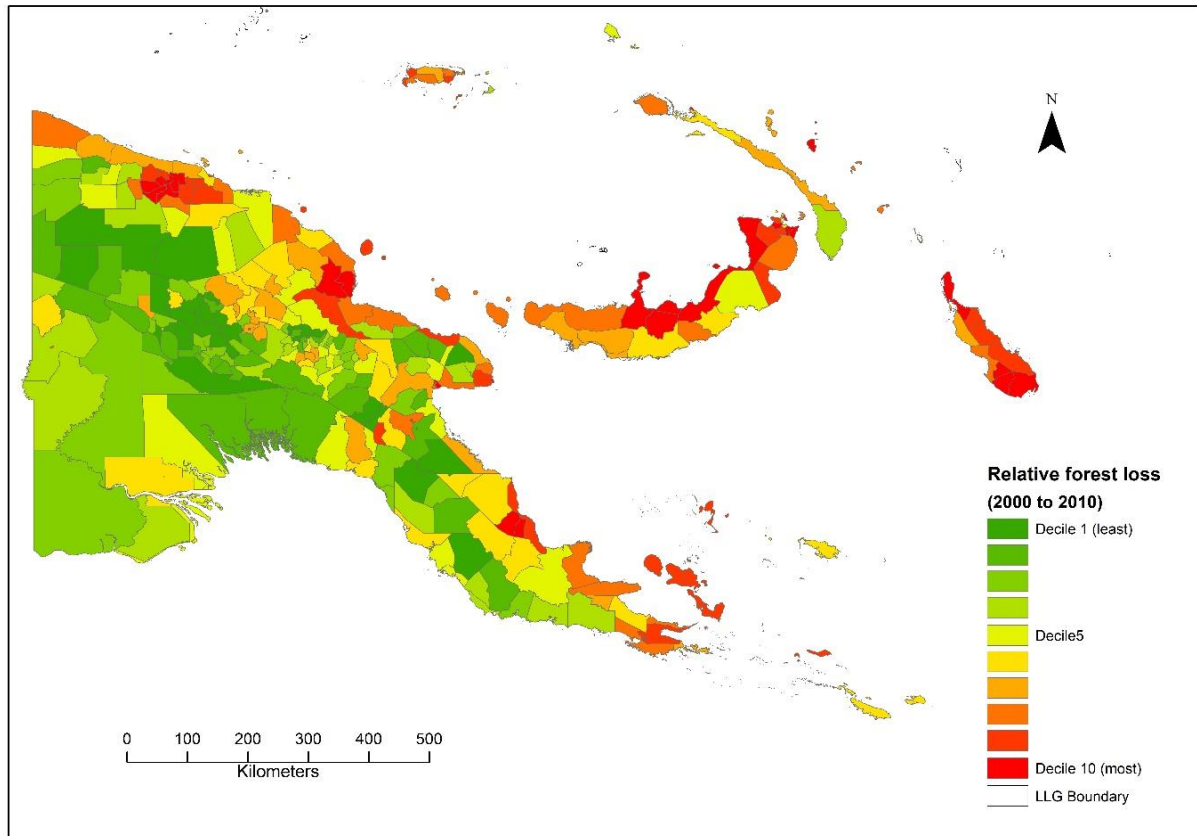 N
Relative forest loss
(2000 to 2010)
Decile 1 (least)
Decile5
Decile 10 (most)
LLG Boundary
0 100 200 300 400 500
Kilometers